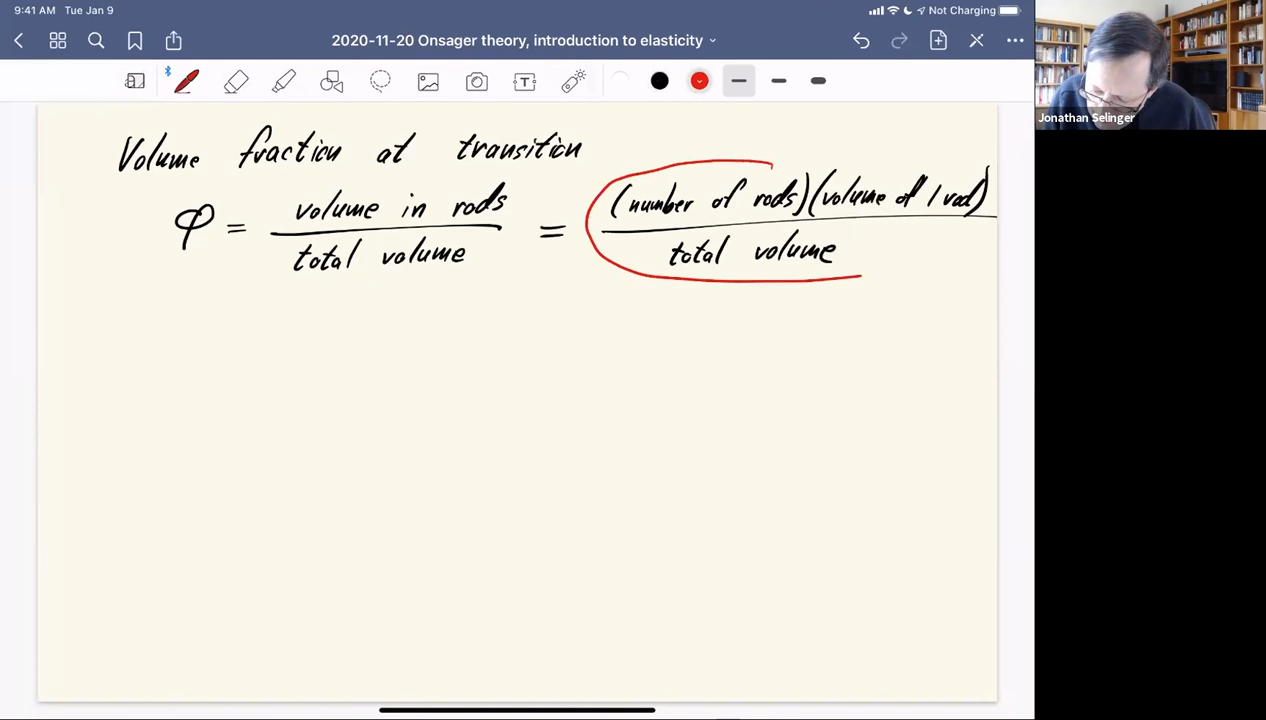 9:41 AM Tue Jan 9
Not Charging
2020-11-20 Onsager theory, introduction to elasticity
T
Jonathan Selinger
Volume fraction at transition
φ = volume in rods / total volume = (number of rods)(volume of 1 rod) / total volume